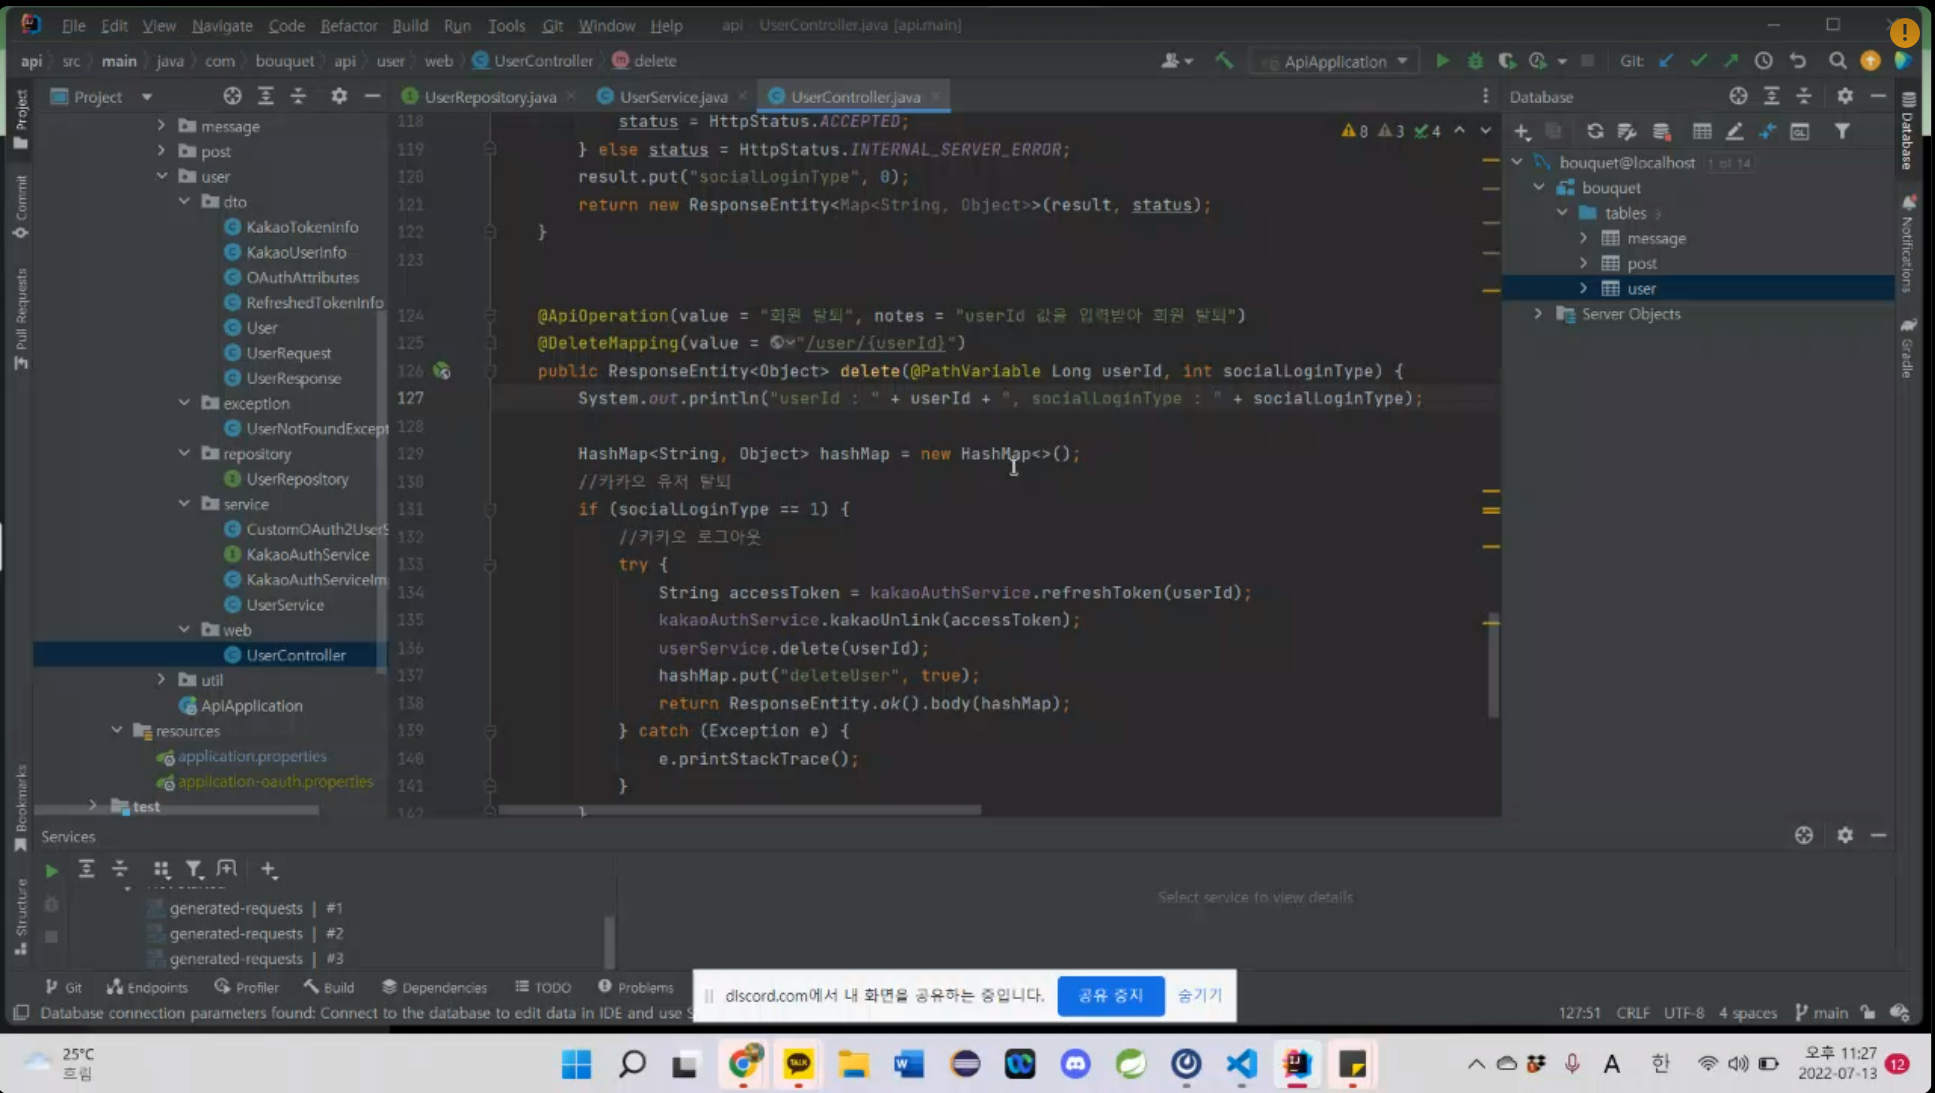 File Edit View Navigate Code Refactor Build Run Tools Git Window Help api - UserController.java [api.main]
api src main java com bouquet api user web UserController delete ApiApplication Git:
Project UserRepository.java UserService.java UserController.java Database
message
post
user
dto
KakaoTokenInfo
KakaoUserInfo
OAuthAttributes
RefreshedTokenInfo
User
UserRequest
UserResponse
exception
UserNotFoundExcept
repository
UserRepository
service
CustomOAuth2UserS
KakaoAuthService
KakaoAuthServiceIm
UserService
web
UserController
util
ApiApplication
resources
application.properties
application-oauth.properties
test
8 3 4
118 status = HttpStatus.ACCEPTED;
119 } else status = HttpStatus.INTERNAL_SERVER_ERROR;
120 result.put("socialLoginType", 0);
121 return new ResponseEntity<Map<String, Object>>(result, status);
122 }
123
124 @ApiOperation(value = "회원 탈퇴", notes = "userId 값을 입력받아 회원 탈퇴")
125 @DeleteMapping(value = "/user/{userId}")
126 public ResponseEntity<Object> delete(@PathVariable Long userId, int socialLoginType) {
127 System.out.println("userId : " + userId + ", socialLoginType : " + socialLoginType);
128
129 HashMap<String, Object> hashMap = new HashMap<>();
130 //카카오 유저 탈퇴
131 if (socialLoginType == 1) {
132 //카카오 로그아웃
133 try {
134 String accessToken = kakaoAuthService.refreshToken(userId);
135 kakaoAuthService.kakaoUnlink(accessToken);
136 userService.delete(userId);
137 hashMap.put("deleteUser", true);
138 return ResponseEntity.ok().body(hashMap);
139 } catch (Exception e) {
140 e.printStackTrace();
141 }
142 }
bouquet@localhost 1 of 14
bouquet
tables 3
message
post
user
Server Objects
Project
Commit
Pull Requests
Bookmarks
Structure
Database
Notifications
Gradle
Services
generated-requests | #1
generated-requests | #2
generated-requests | #3
Select service to view details
Git Endpoints Profiler Build Dependencies TODO Problems
discord.com에서 내 화면을 공유하는 중입니다. 공유 중지 숨기기
Database connection parameters found: Connect to the database to edit data in IDE and use S 127:51 CRLF UTF-8 4 spaces main
25°C
흐림
TALK
A 한
오후 11:27
2022-07-13
12